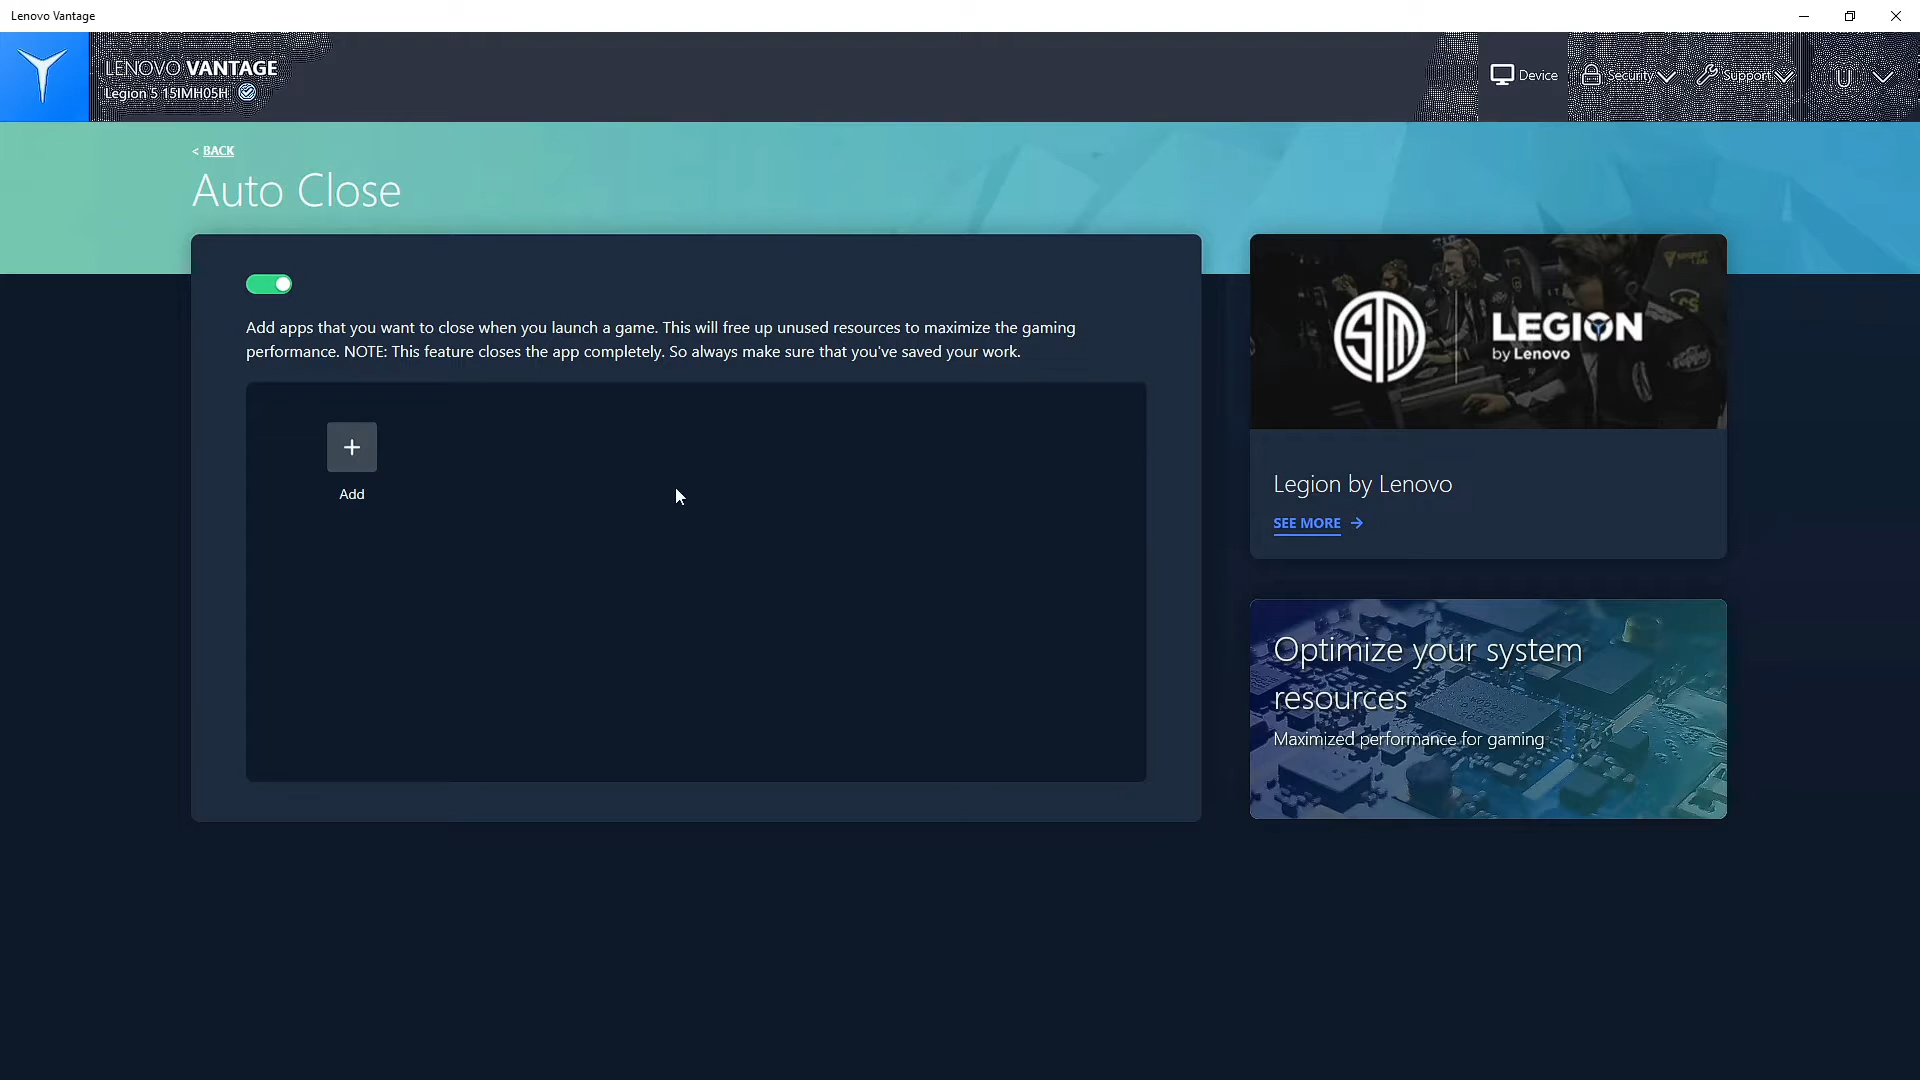 Lenovo Vantage
LENOVO VANTAGE
Legion 5 15IMH05H
Device
Security
Support
U
< BACK
Auto Close
Add apps that you want to close when you launch a game. This will free up unused resources to maximize the gaming
performance. NOTE: This feature closes the app completely. So always make sure that you've saved your work.
+
Add
TSM
LEGION
by Lenovo
Legion by Lenovo
SEE MORE →
Optimize your system
resources
Maximized performance for gaming